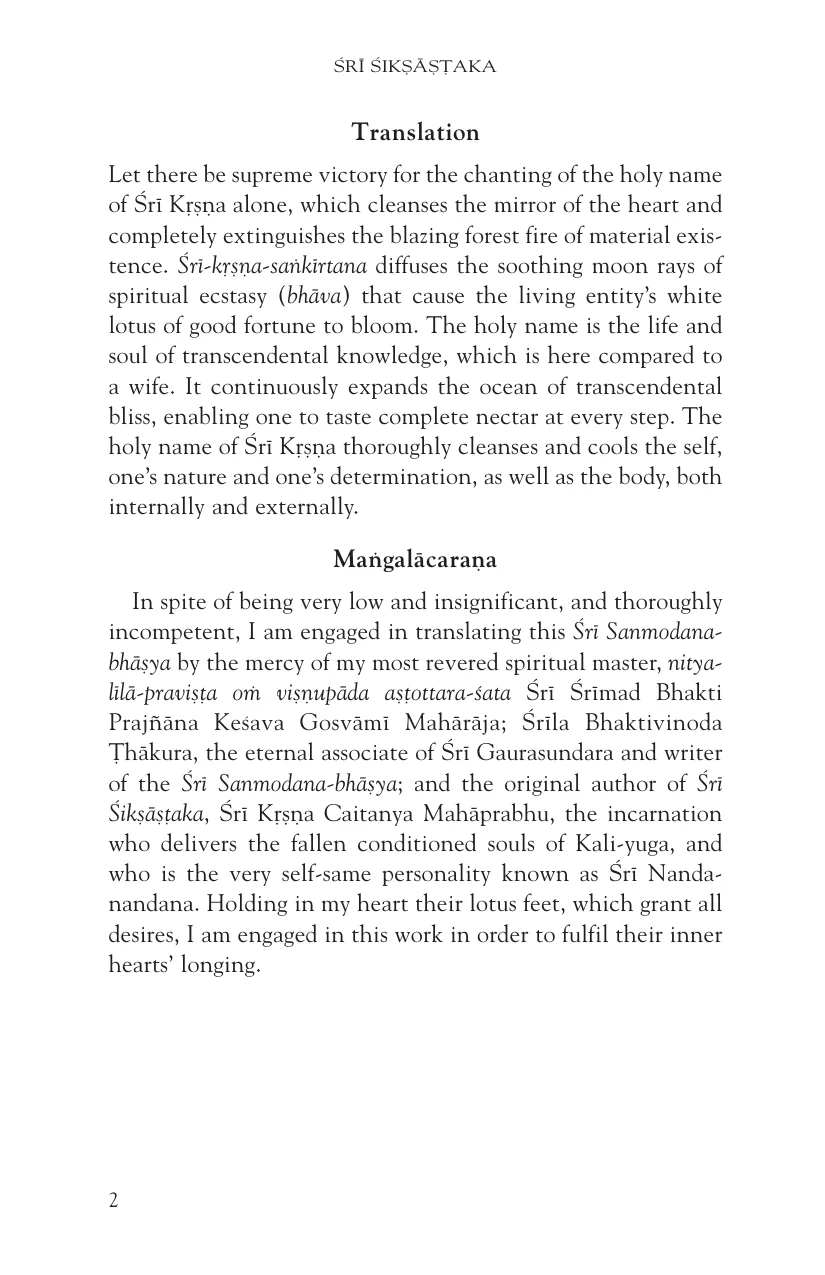 ŚRĪ ŚIKṢĀṢṬAKA
Translation
Let there be supreme victory for the chanting of the holy name
of Śrī Kṛṣṇa alone, which cleanses the mirror of the heart and
completely extinguishes the blazing forest fire of material exis-
tence. Śrī-kṛṣṇa-saṅkīrtana diffuses the soothing moon rays of
spiritual ecstasy (bhāva) that cause the living entity’s white
lotus of good fortune to bloom. The holy name is the life and
soul of transcendental knowledge, which is here compared to
a wife. It continuously expands the ocean of transcendental
bliss, enabling one to taste complete nectar at every step. The
holy name of Śrī Kṛṣṇa thoroughly cleanses and cools the self,
one’s nature and one’s determination, as well as the body, both
internally and externally.
Maṅgalācaraṇa
In spite of being very low and insignificant, and thoroughly
incompetent, I am engaged in translating this Śrī Sanmodana-
bhāṣya by the mercy of my most revered spiritual master, nitya-
līlā-praviṣṭa oṁ viṣṇupāda aṣṭottara-śata Śrī Śrīmad Bhakti
Prajñāna Keśava Gosvāmī Mahārāja; Śrīla Bhaktivinoda
Ṭhākura, the eternal associate of Śrī Gaurasundara and writer
of the Śrī Sanmodana-bhāṣya; and the original author of Śrī
Śikṣāṣṭaka, Śrī Kṛṣṇa Caitanya Mahāprabhu, the incarnation
who delivers the fallen conditioned souls of Kali-yuga, and
who is the very self-same personality known as Śrī Nanda-
nandana. Holding in my heart their lotus feet, which grant all
desires, I am engaged in this work in order to fulfil their inner
hearts’ longing.
2